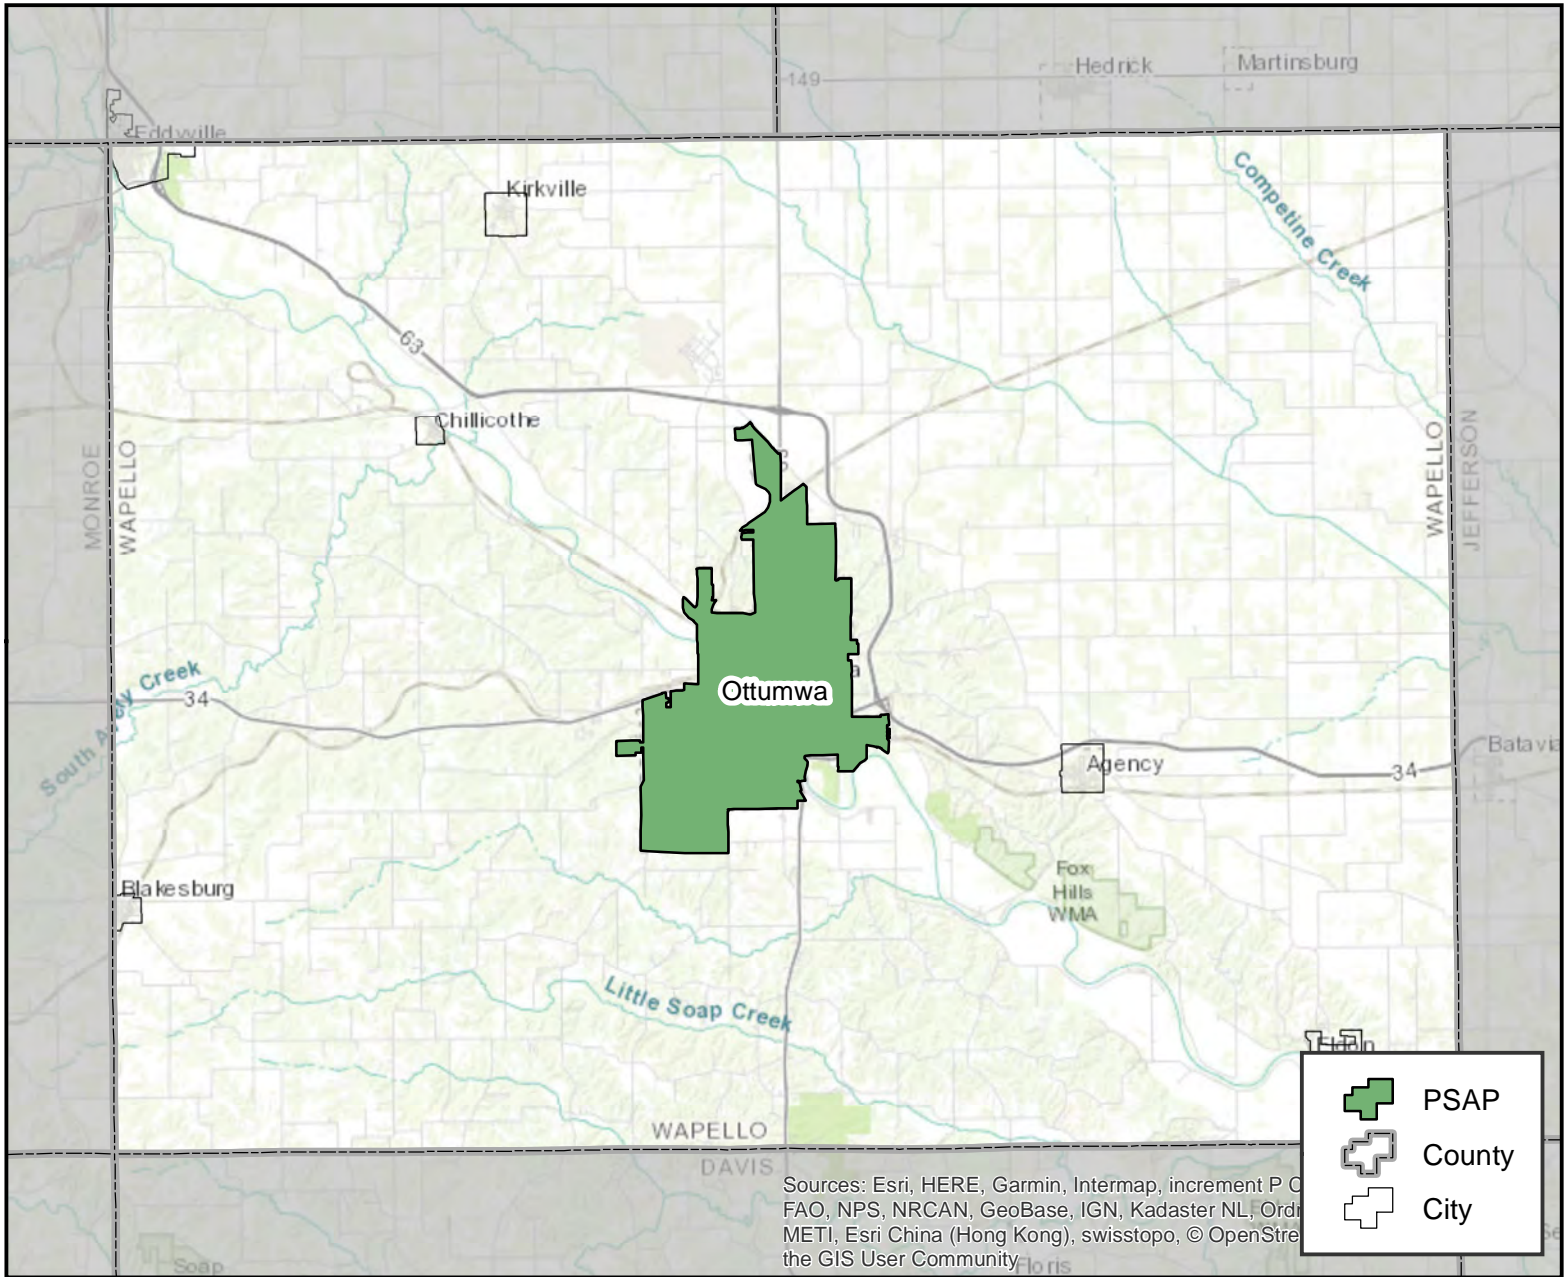 149
Hedrick
Martinsburg
Eddyville
Kirkville
Competine Creek
63
Chillicothe
MONROE
WAPELLO
WAPELLO
JEFFERSON
South Avery Creek
34
Ottumwa
a
Batavia
Agency
34
Blakesburg
Fox
Hills
WMA
Little Soap Creek
Eldon
WAPELLO
DAVIS
PSAP
County
City
Sources: Esri, HERE, Garmin, Intermap, increment P C
FAO, NPS, NRCAN, GeoBase, IGN, Kadaster NL, Ordn
METI, Esri China (Hong Kong), swisstopo, © OpenStre
the GIS User Community
Soap
Floris